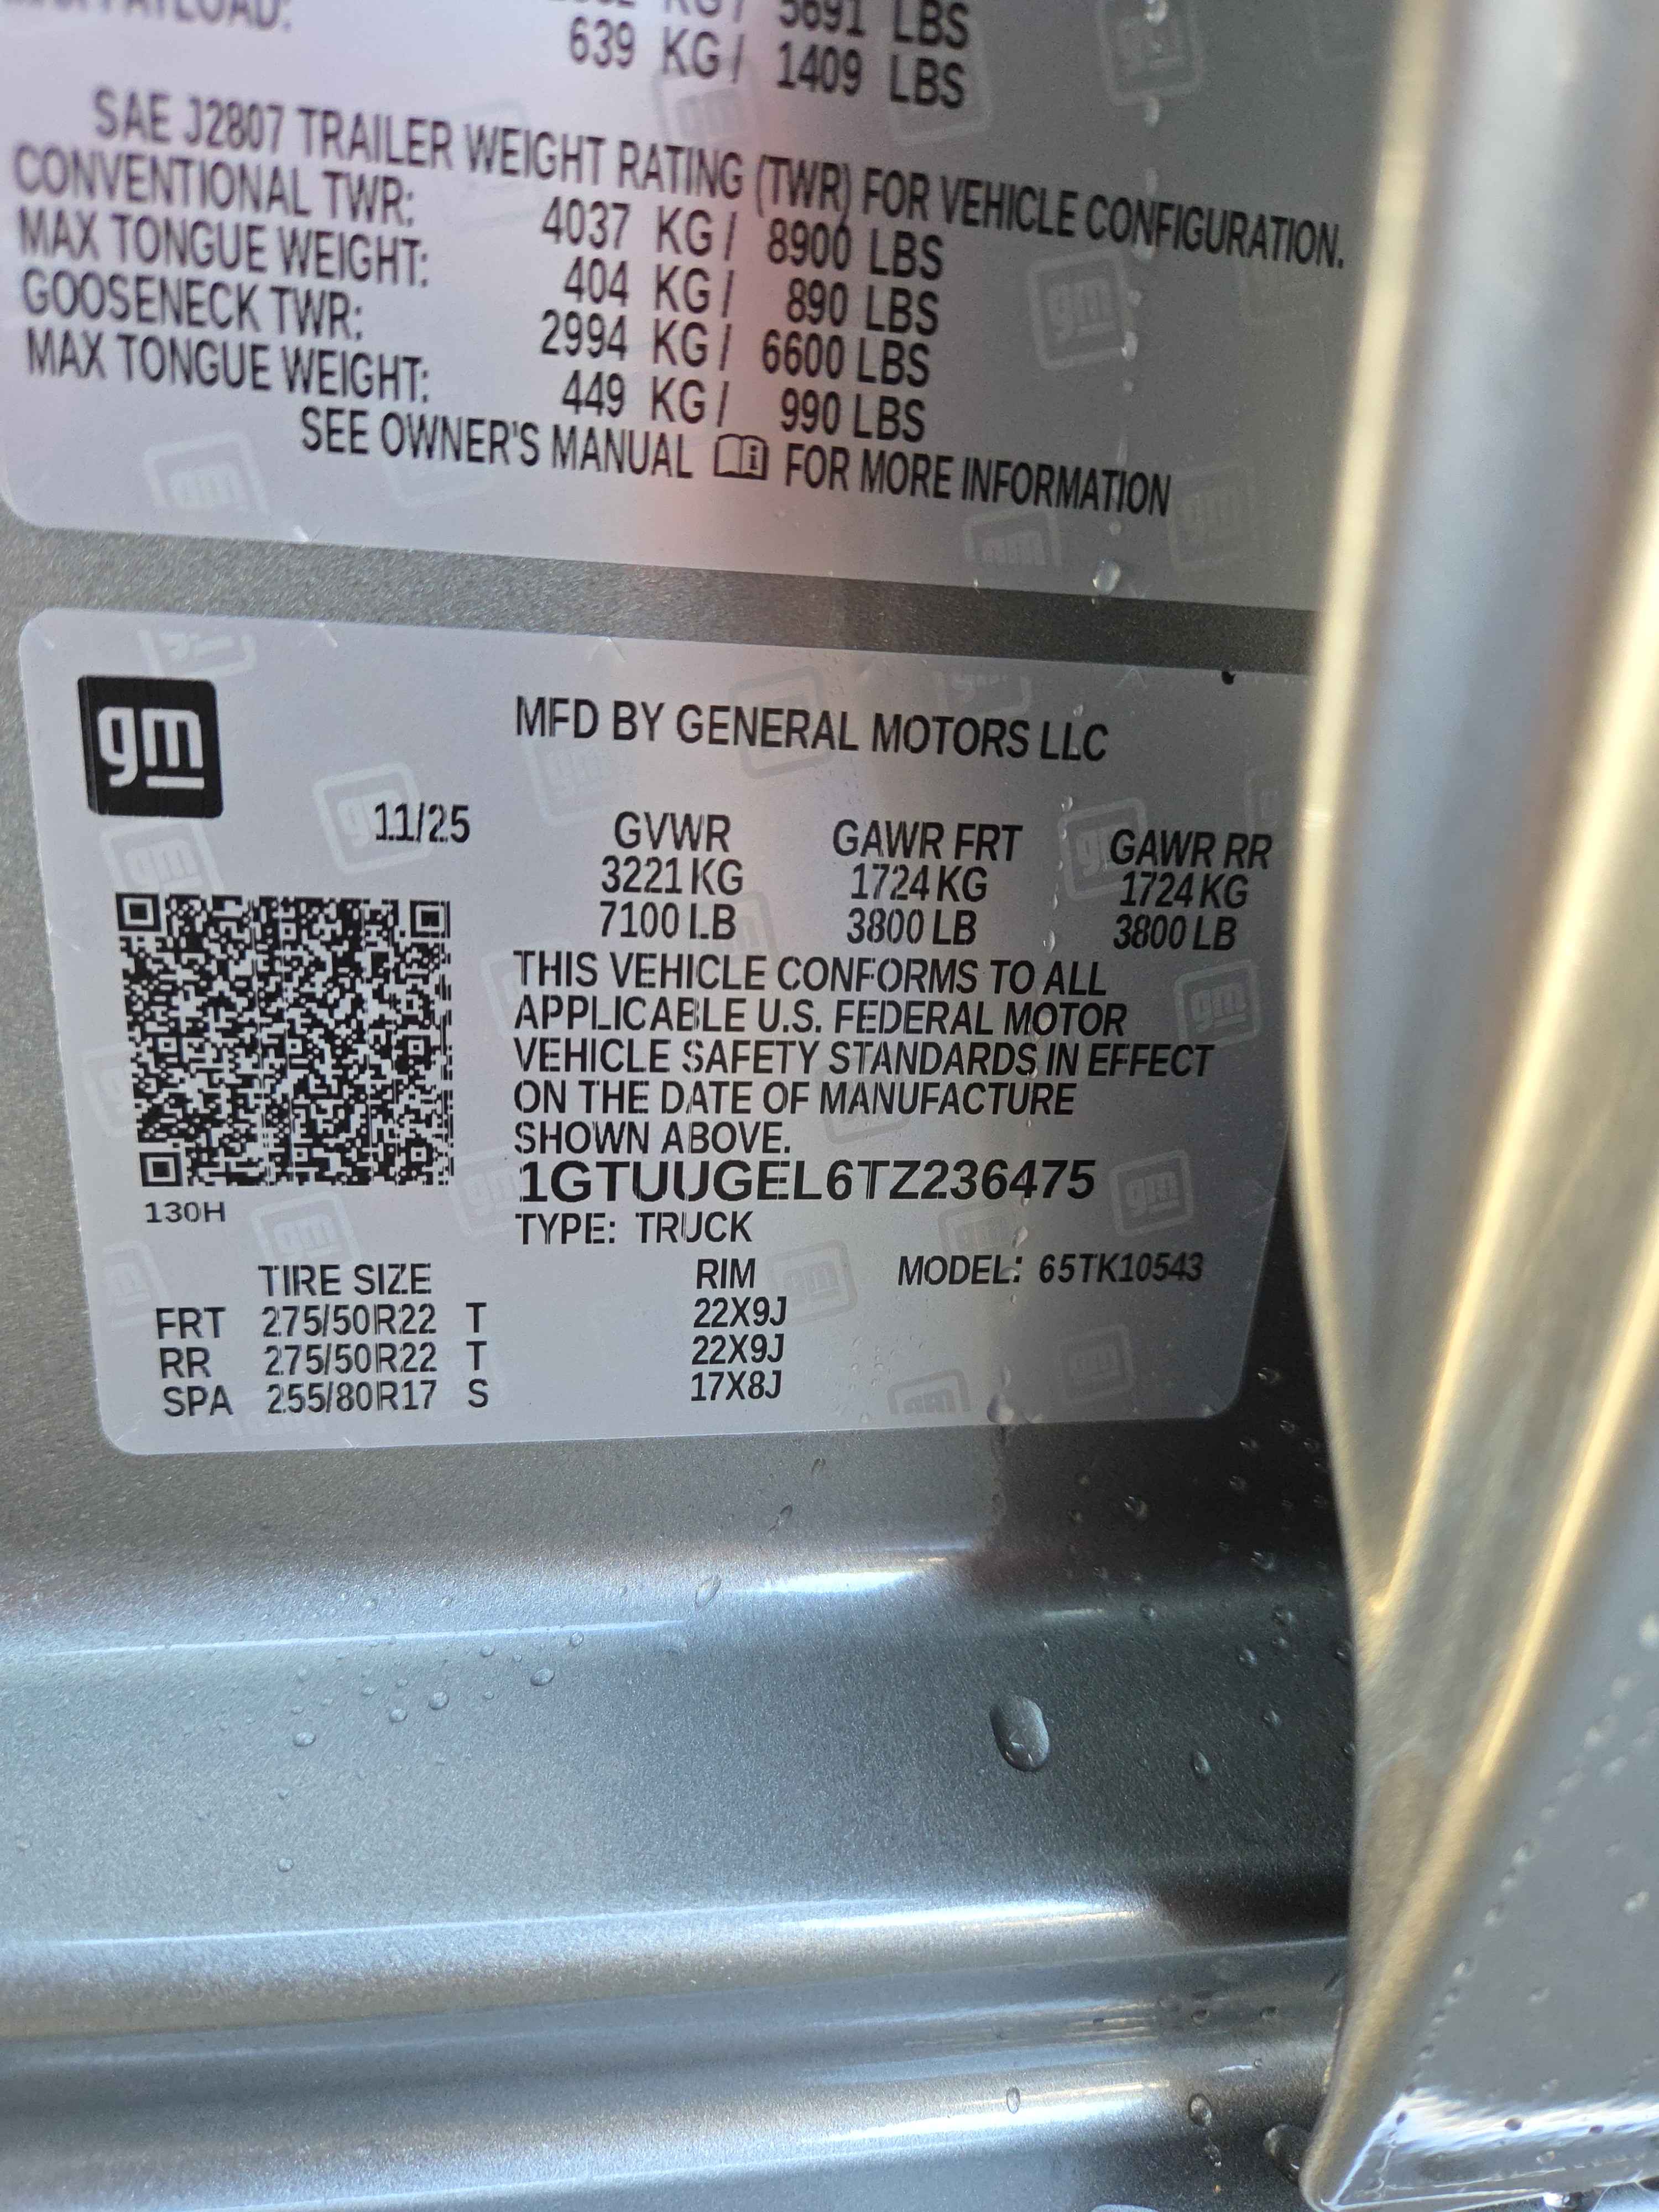 639 KG / 1409 LBS
SAE J2807 TRAILER WEIGHT RATING (TWR) FOR VEHICLE CONFIGURATION.
CONVENTIONAL TWR: 4037 KG / 8900 LBS
MAX TONGUE WEIGHT: 404 KG / 890 LBS
GOOSENECK TWR: 2994 KG / 6600 LBS
MAX TONGUE WEIGHT: 449 KG / 990 LBS
SEE OWNER'S MANUAL FOR MORE INFORMATION
gm
MFD BY GENERAL MOTORS LLC
11/25
GVWR GAWR FRT GAWR RR
3221 KG 1724 KG 1724 KG
7100 LB 3800 LB 3800 LB
THIS VEHICLE CONFORMS TO ALL
APPLICABLE U.S. FEDERAL MOTOR
VEHICLE SAFETY STANDARDS IN EFFECT
ON THE DATE OF MANUFACTURE
SHOWN ABOVE.
1GTUUGEL6TZ236475
130H
TYPE: TRUCK
TIRE SIZE RIM MODEL: 65TK10543
FRT 275/50R22 T 22X9J
RR 275/50R22 T 22X9J
SPA 255/80R17 S 17X8J